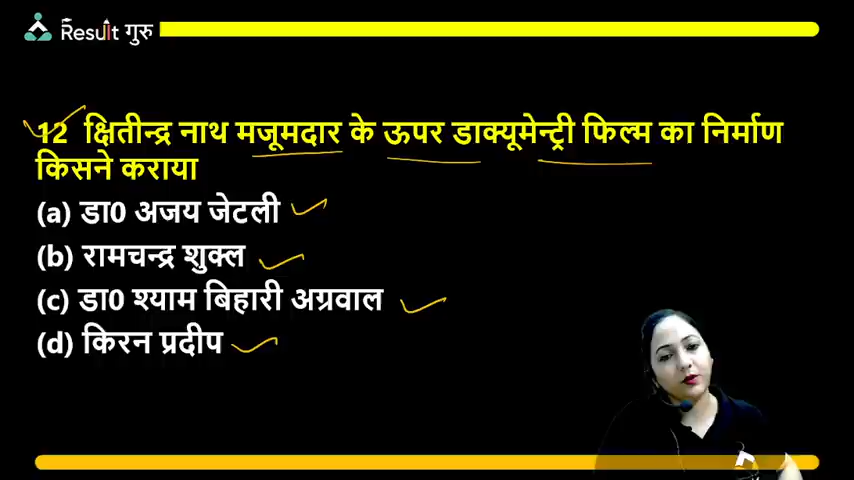 Result गुरु
12 क्षितीन्द्र नाथ मजूमदार के ऊपर डाक्यूमेन्ट्री फिल्म का निर्माण
किसने कराया
(a) डा0 अजय जेटली
(b) रामचन्द्र शुक्ल
(c) डा0 श्याम बिहारी अग्रवाल
(d) किरन प्रदीप